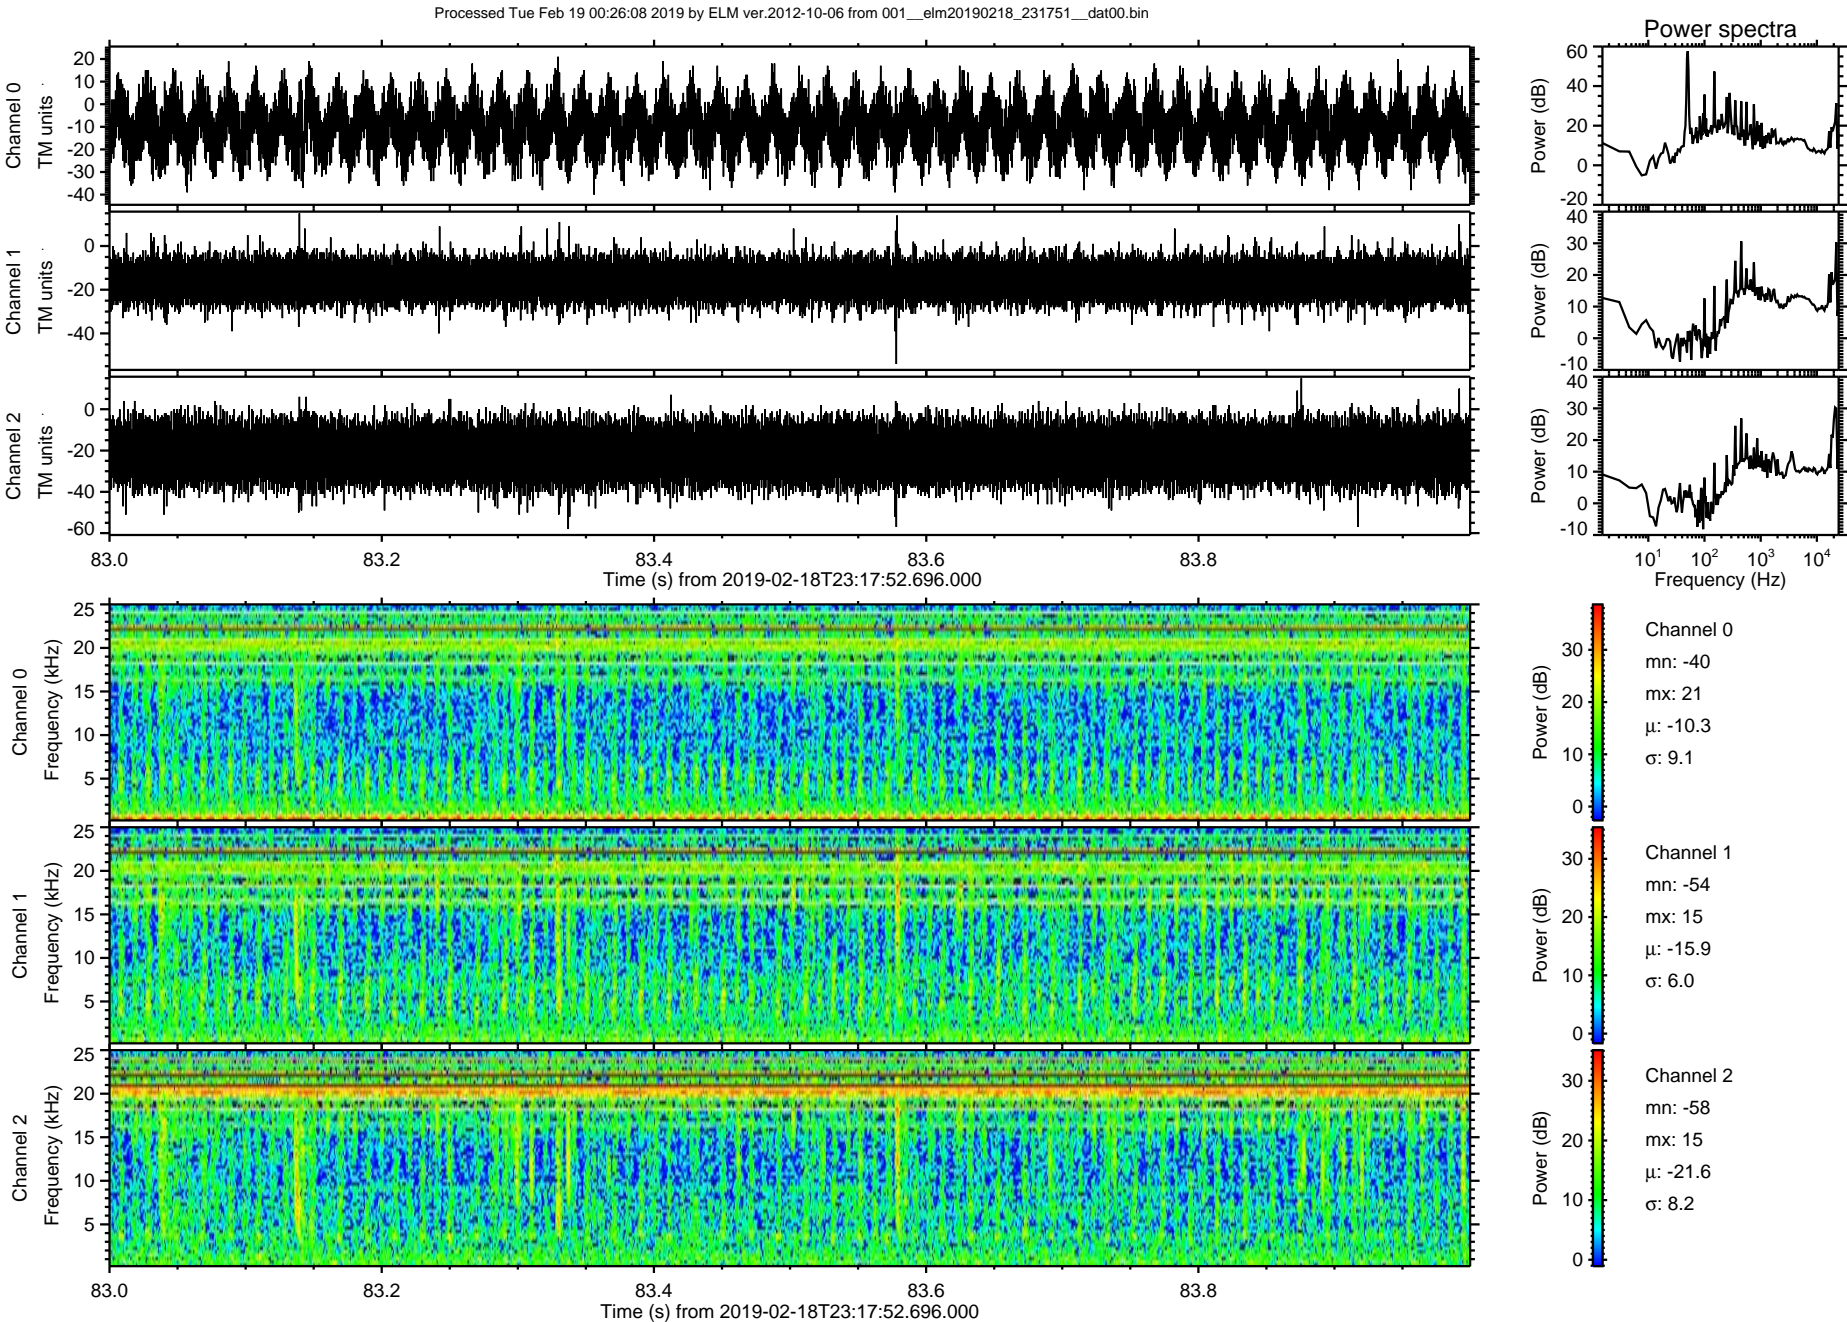 Processed Tue Feb 19 00:26:08 2019 by ELM ver.2012-10-06 from 001__elm20190218_231751__dat00.bin
Power spectra
Channel 0
TM units
20
10
0
-10
-20
-30
-40
Power (dB)
60
40
20
0
-20
Channel 1
TM units
0
-20
-40
Power (dB)
40
30
20
10
0
-10
Channel 2
TM units
0
-20
-40
-60
Power (dB)
40
30
20
10
0
-10
83.0 83.2 83.4 83.6 83.8
Time (s) from 2019-02-18T23:17:52.696.000
10^1 10^2 10^3 10^4
Frequency (Hz)
Channel 0
Frequency (kHz)
25
20
15
10
5
Power (dB)
30
20
10
0
Channel 0
mn: -40
mx: 21
μ: -10.3
σ: 9.1
Channel 1
Frequency (kHz)
25
20
15
10
5
Power (dB)
30
20
10
0
Channel 1
mn: -54
mx: 15
μ: -15.9
σ: 6.0
Channel 2
Frequency (kHz)
25
20
15
10
5
Power (dB)
30
20
10
0
Channel 2
mn: -58
mx: 15
μ: -21.6
σ: 8.2
83.0 83.2 83.4 83.6 83.8
Time (s) from 2019-02-18T23:17:52.696.000